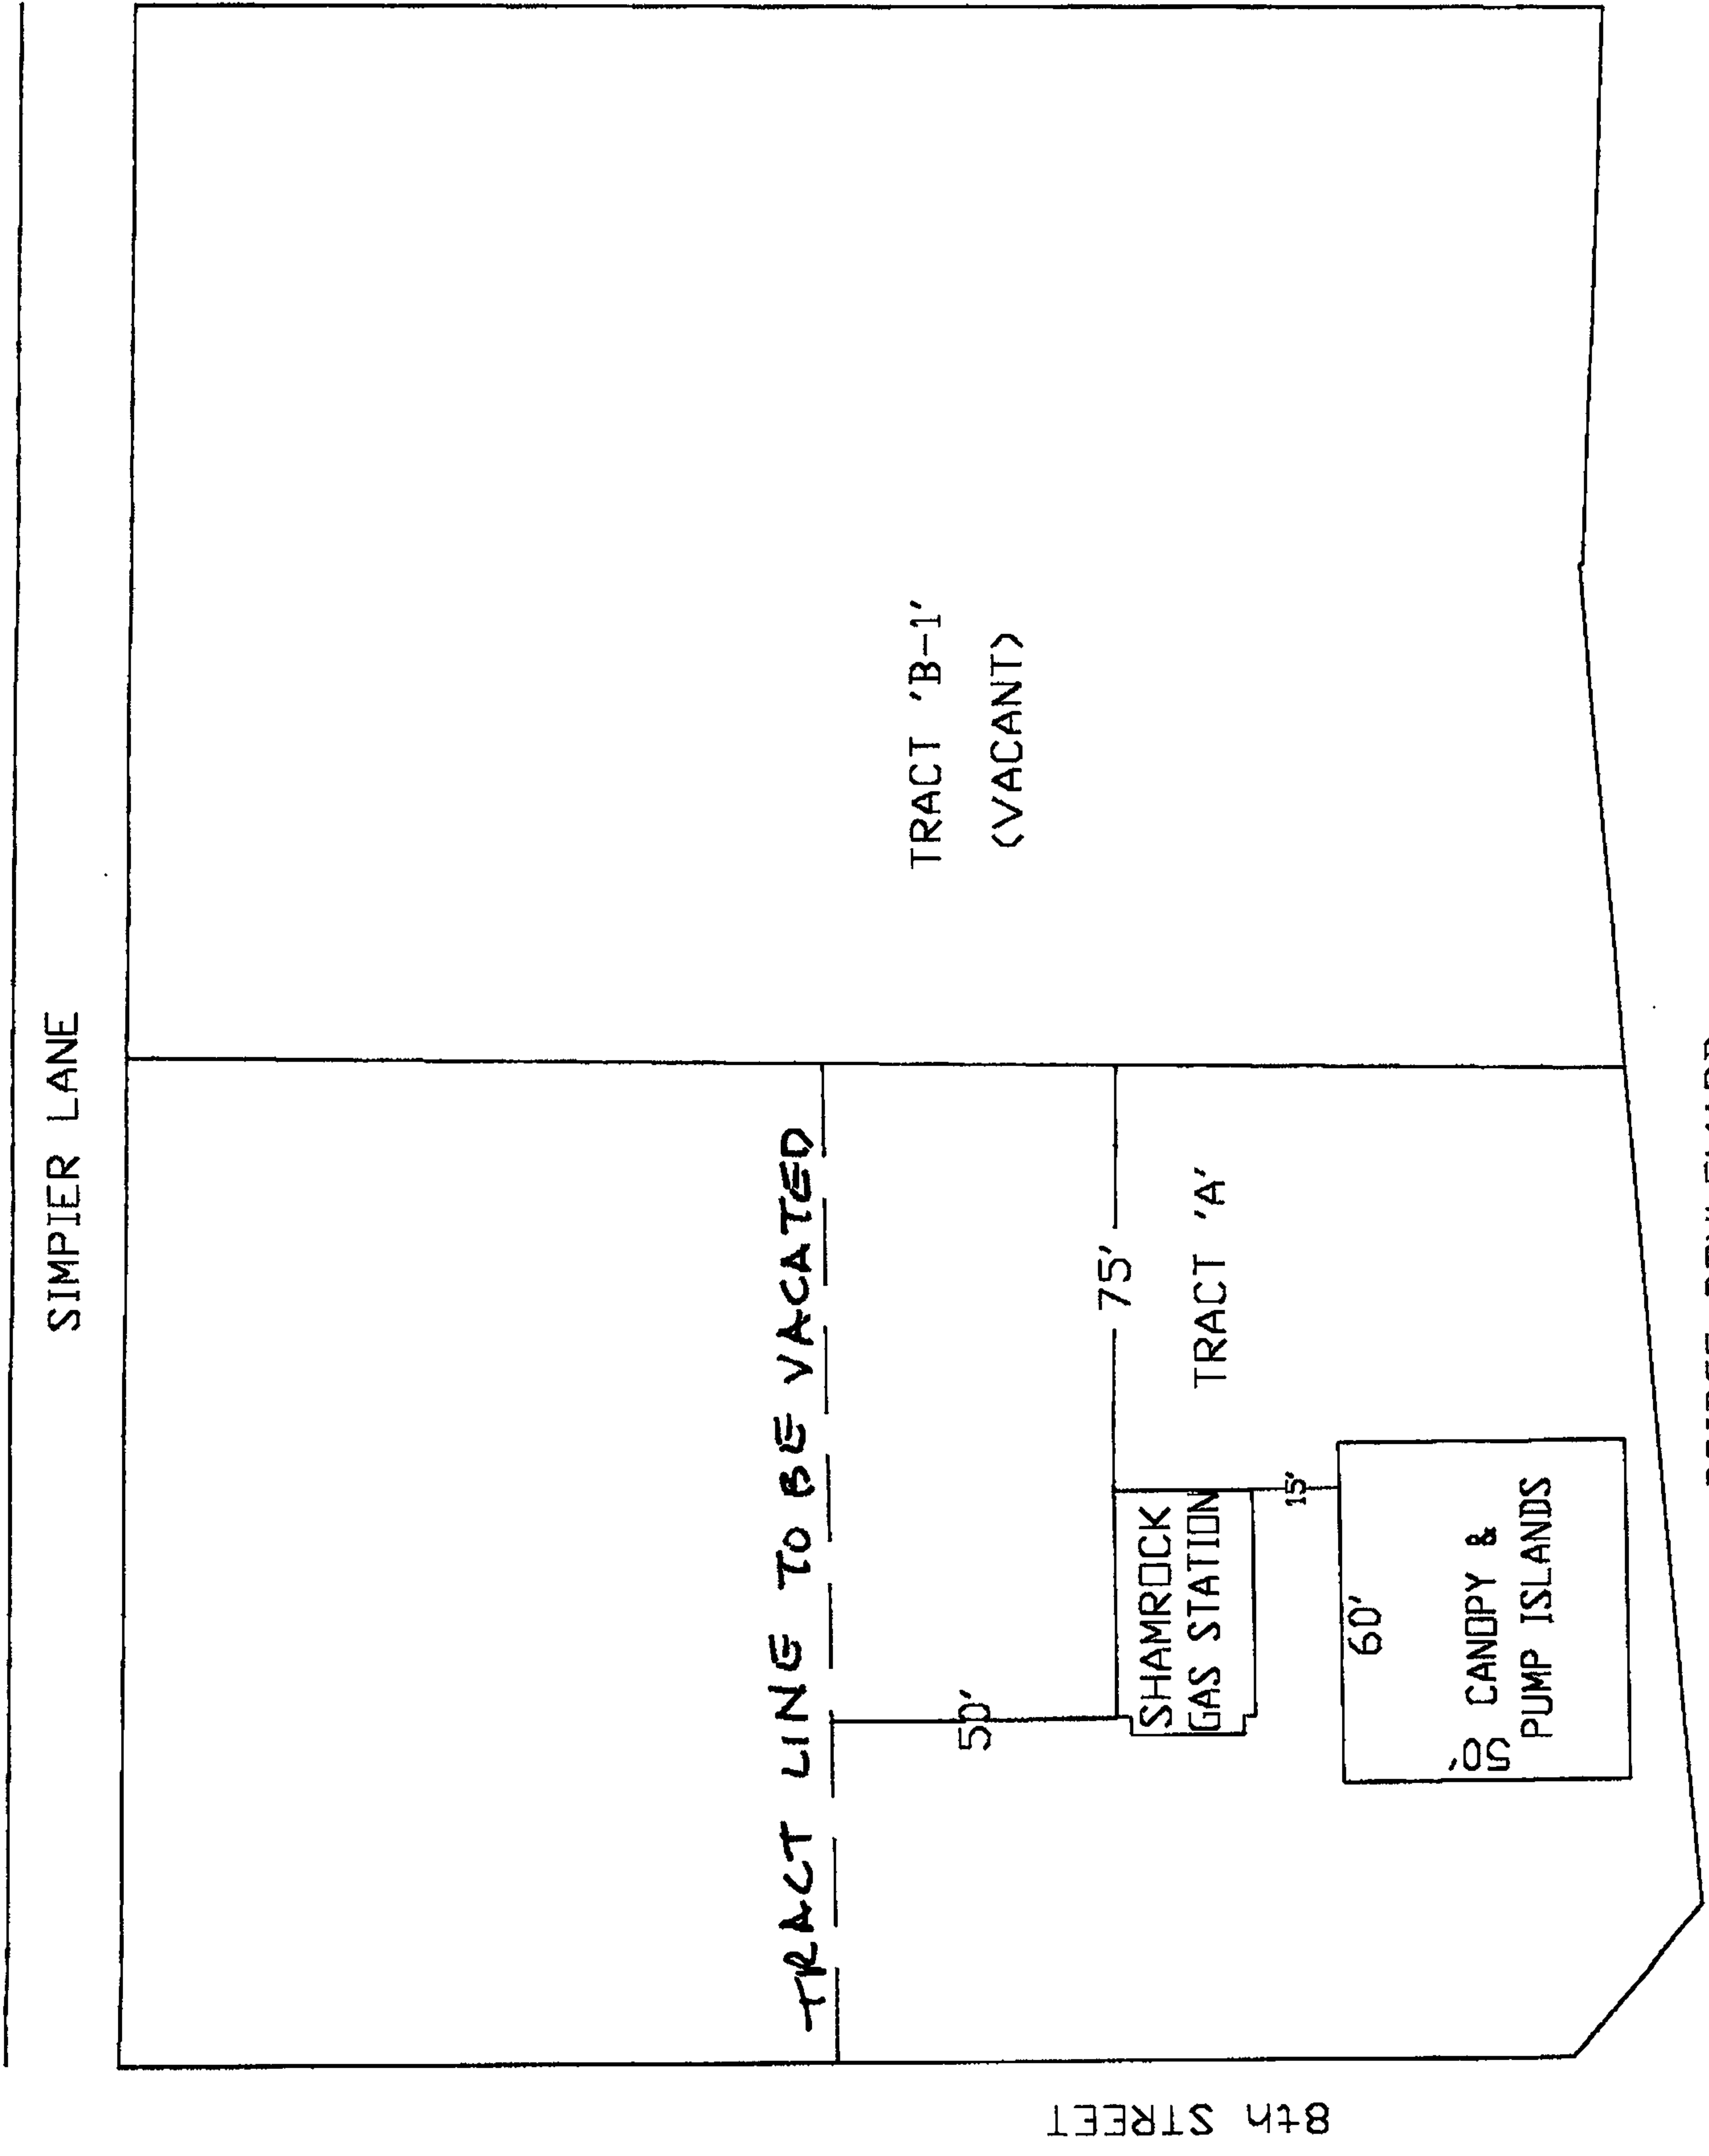 SIMPIER LANE
TRACT LINE TO BE VACATED
TRACT 'B-1'
(VACANT)
50'
75'
TRACT 'A'
SHAMROCK
GAS STATION
15'
60'
50'
CANOPY &
PUMP ISLANDS
8th STREET